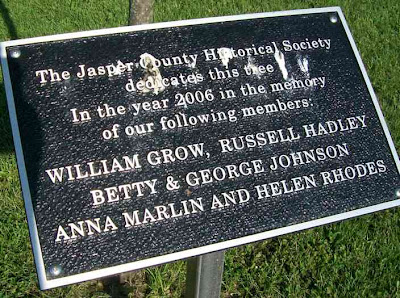 The Jasper County Historical Society
dedicates this tree
In the year 2006 in the memory
of our following members:
WILLIAM GROW, RUSSELL HADLEY
BETTY & GEORGE JOHNSON
ANNA MARLIN AND HELEN RHODES